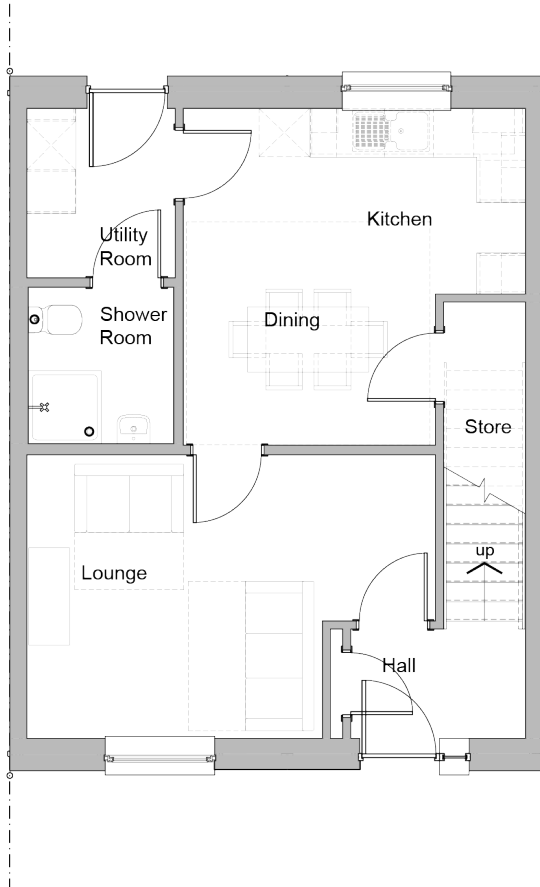 Kitchen
Utility
Room
Shower
Room
Dining
Store
up
Lounge
Hall